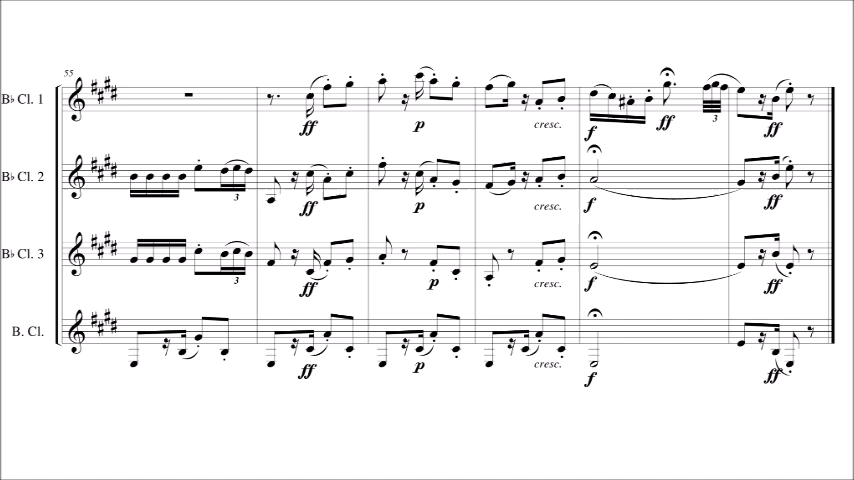 55
B♭ Cl. 1
ff p cresc. f ff 3 ff
B♭ Cl. 2
3 ff p cresc. f ff
B♭ Cl. 3
3 ff p cresc. f ff
B. Cl.
ff p cresc. f ff